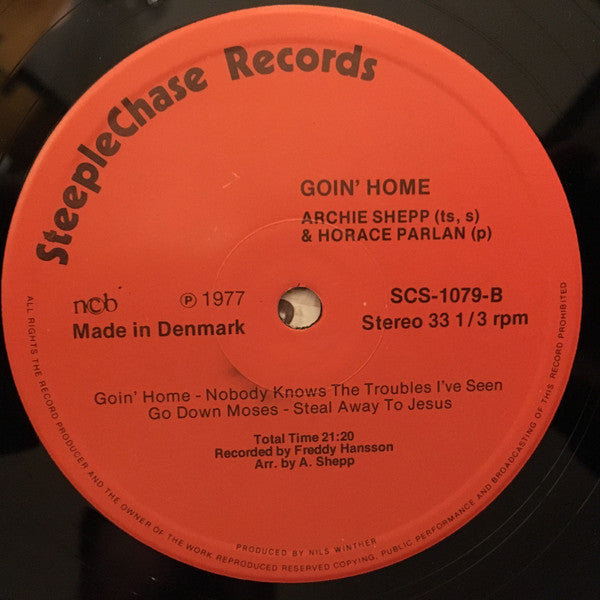 SteepleChase Records
GOIN' HOME
ARCHIE SHEPP (ts, s)
& HORACE PARLAN (p)
ncb
℗ 1977
SCS-1079-B
Made in Denmark
Stereo 33 1/3 rpm
Goin' Home - Nobody Knows The Troubles I've Seen
Go Down Moses - Steal Away To Jesus
Total Time 21:20
Recorded by Freddy Hansson
Arr. by A. Shepp
PRODUCED BY NILS WINTHER
ALL RIGHTS THE RECORD PRODUCER AND THE OWNER OF THE WORK REPRODUCED RESERVED COPYING, PUBLIC PERFORMANCE AND BROADCASTING OF THIS RECORD PROHIBITED